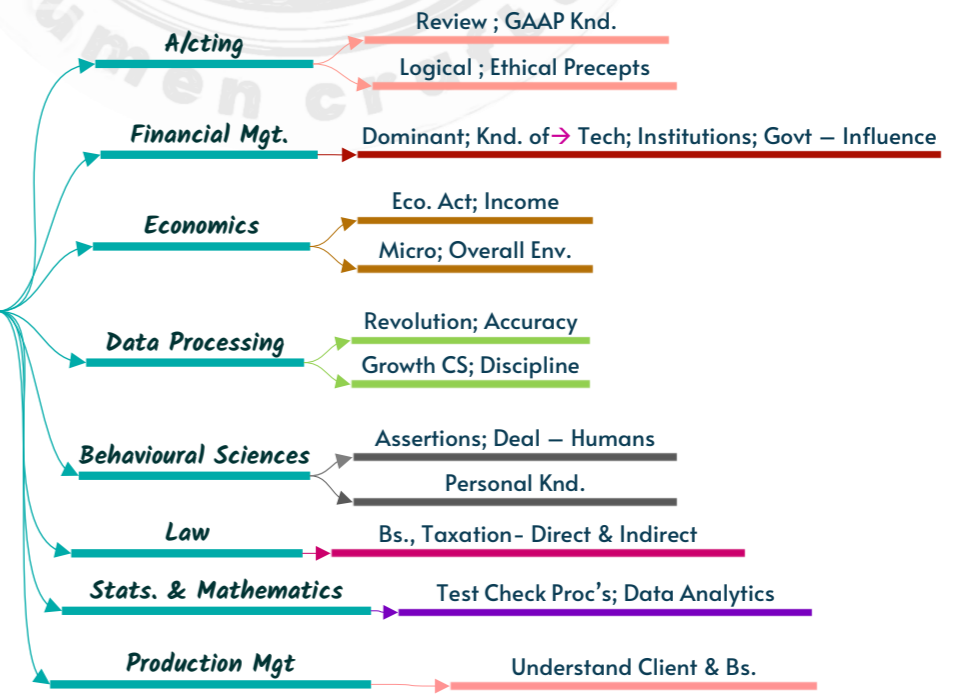 umen craft
A/cting
Review ; GAAP Knd.
Logical ; Ethical Precepts
Financial Mgt.
Dominant; Knd. of→ Tech; Institutions; Govt – Influence
Economics
Eco. Act; Income
Micro; Overall Env.
Data Processing
Revolution; Accuracy
Growth CS; Discipline
Behavioural Sciences
Assertions; Deal – Humans
Personal Knd.
Law
Bs., Taxation- Direct & Indirect
Stats. & Mathematics
Test Check Proc’s; Data Analytics
Production Mgt
Understand Client & Bs.